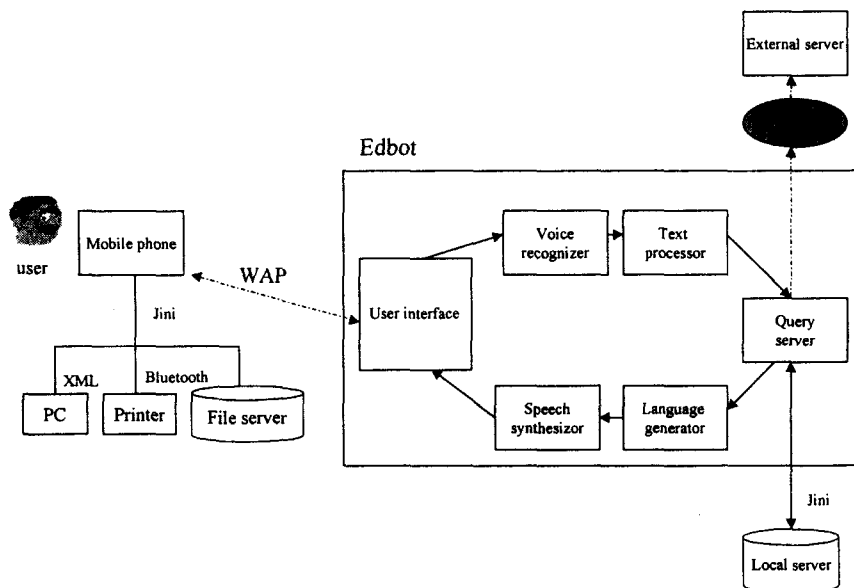 External server
Edbot
Mobile phone
user
WAP
Voice
recognizer
Text
processor
User interface
Query
server
Jini
XML
Bluetooth
PC
Printer
File server
Speech
synthesizor
Language
generator
Jini
Local server